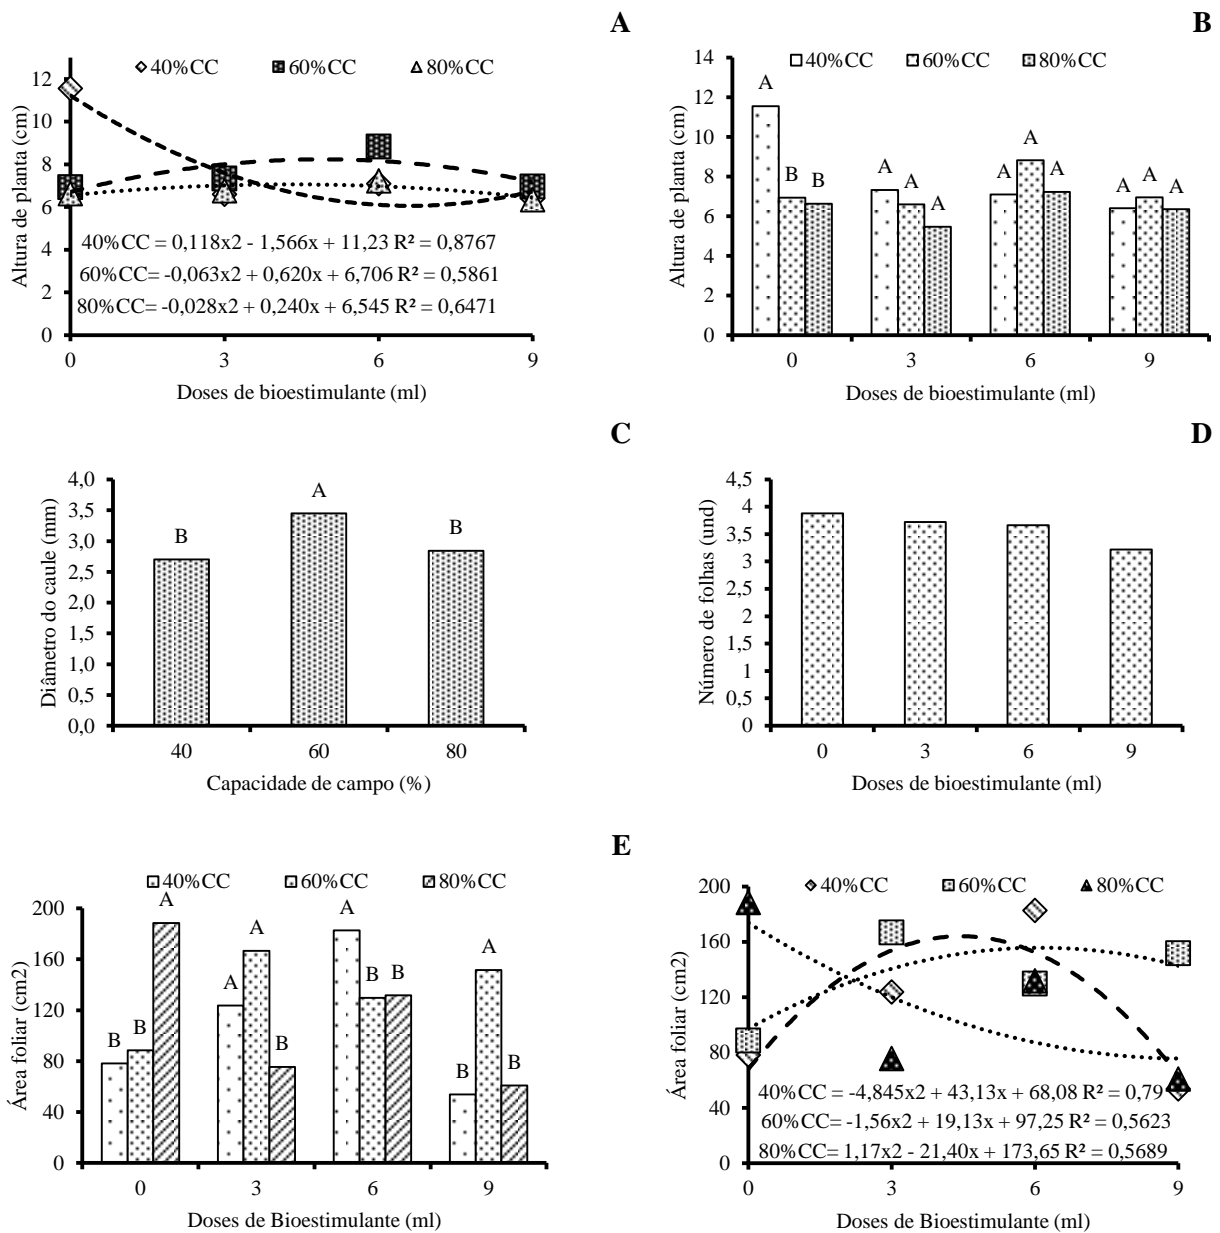 A
40%CC 60%CC 80%CC
12
10
8
6
4
2
0
Altura de planta (cm)
40%CC = 0,118x2 - 1,566x + 11,23 R² = 0,8767
60%CC= -0,063x2 + 0,620x + 6,706 R² = 0,5861
80%CC= -0,028x2 + 0,240x + 6,545 R² = 0,6471
0 3 6 9
Doses de bioestimulante (ml)
B
40%CC 60%CC 80%CC
14
12
10
8
6
4
2
0
Altura de planta (cm)
A B B A A A A A A A A A
0 3 6 9
Doses de bioestimulante (ml)
C
4,0
3,5
3,0
2,5
2,0
1,5
1,0
0,5
0,0
Diâmetro do caule (mm)
B A B
40 60 80
Capacidade de campo (%)
D
4,5
4
3,5
3
2,5
2
1,5
1
0,5
0
Número de folhas (und)
0 3 6 9
Doses de bioestimulante (ml)
E
40%CC 60%CC 80%CC
200
160
120
80
40
0
Área foliar (cm2)
B B A A A B A B B B A B
0 3 6 9
Doses de Bioestimulante (ml)
40%CC 60%CC 80%CC
200
160
120
80
40
0
Área foliar (cm2)
40%CC = -4,845x2 + 43,13x + 68,08 R² = 0,79
60%CC= -1,56x2 + 19,13x + 97,25 R² = 0,5623
80%CC= 1,17x2 - 21,40x + 173,65 R² = 0,5689
0 3 6 9
Doses de Bioestimulante (ml)